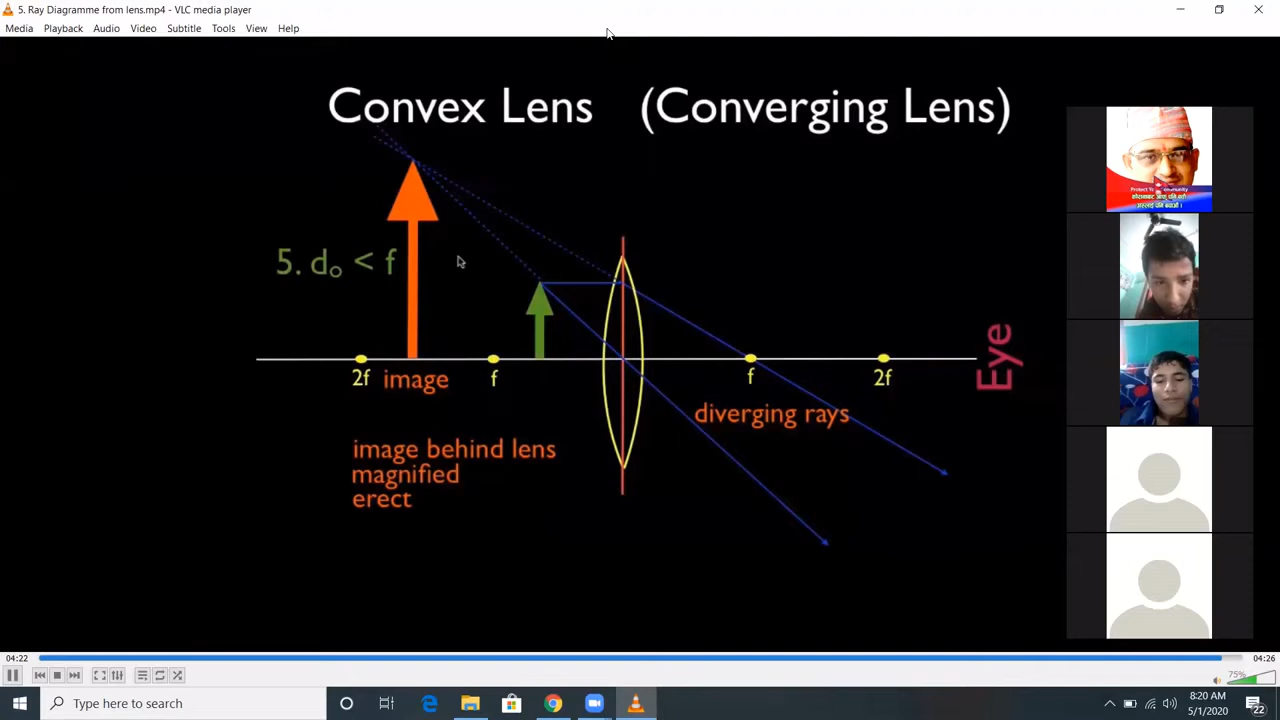 5. Ray Diagramme from lens.mp4 - VLC media player
Media Playback Audio Video Subtitle Tools View Help
Convex Lens (Converging Lens)
5. dₒ < f
2f
image
f
f
2f
Eye
diverging rays
image behind lens
magnified
erect
04:22
04:26
75%
Type here to search
8:20 AM
5/1/2020
22